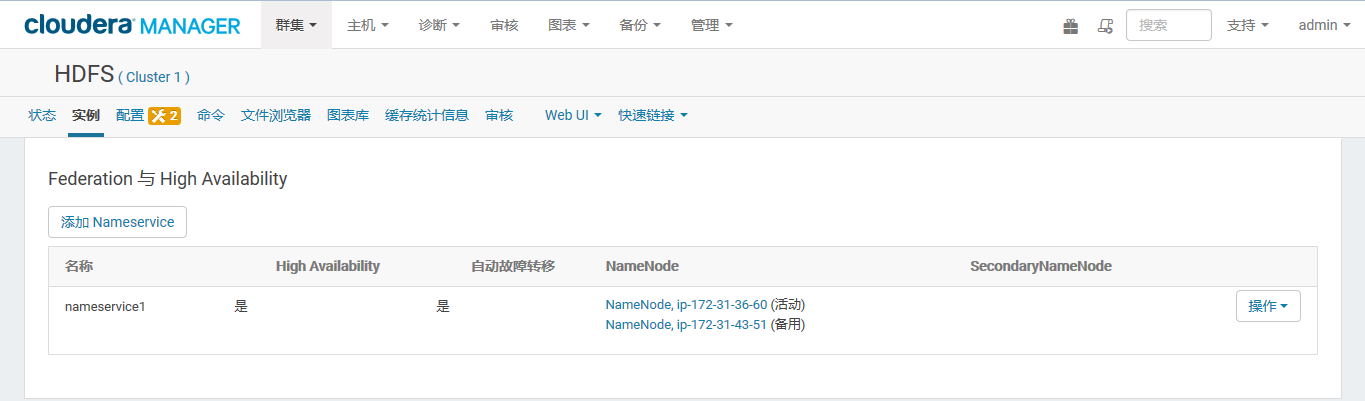 cloudera MANAGER 群集 主机 诊断 审核 图表 备份 管理 搜索 支持 admin
HDFS ( Cluster 1 )
状态 实例 配置 2 命令 文件浏览器 图表库 缓存统计信息 审核 Web UI 快速链接
Federation 与 High Availability
添加 Nameservice
名称 High Availability 自动故障转移 NameNode SecondaryNameNode
nameservice1 是 是 NameNode, ip-172-31-36-60 (活动) 操作
NameNode, ip-172-31-43-51 (备用)